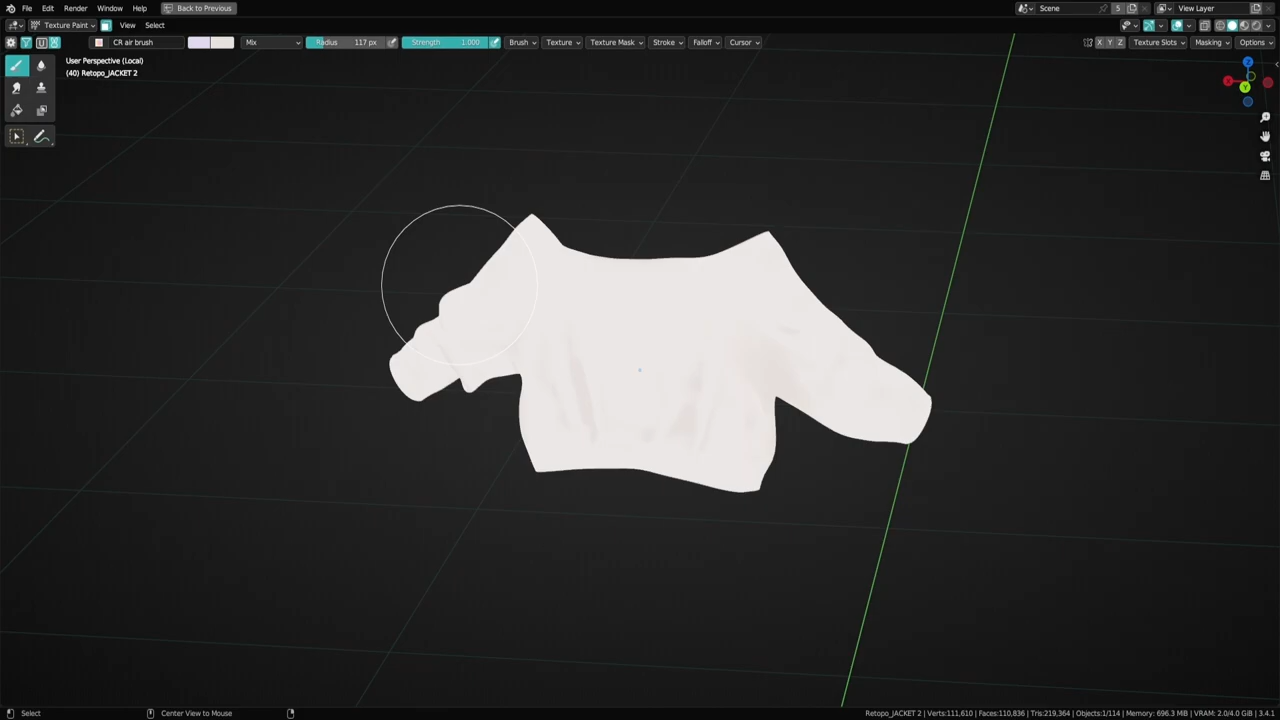 File Edit Render Window Help Back to Previous Scene 5 View Layer
Texture Paint View Select
CR air brush Mix Radius 117 px Strength 1.000 Brush Texture Texture Mask Stroke Falloff Cursor X Y Z Texture Slots Masking Options
User Perspective (Local)
(40) Retopo_JACKET 2
Z
X
Y
Select Center View to Mouse Retopo_JACKET 2 | Verts:111,610 | Faces:110,836 | Tris:219,364 | Objects:1/114 | Memory: 696.3 MiB | VRAM: 2.0/4.0 GiB | 3.4.1